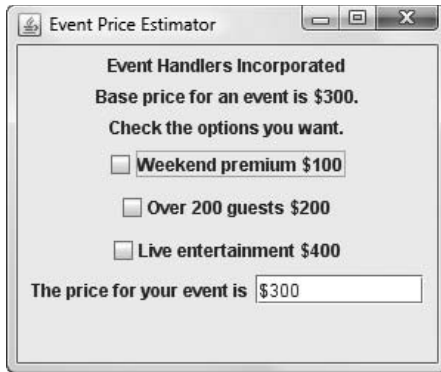 Event Price Estimator
Event Handlers Incorporated
Base price for an event is $300.
Check the options you want.
Weekend premium $100
Over 200 guests $200
Live entertainment $400
The price for your event is $300